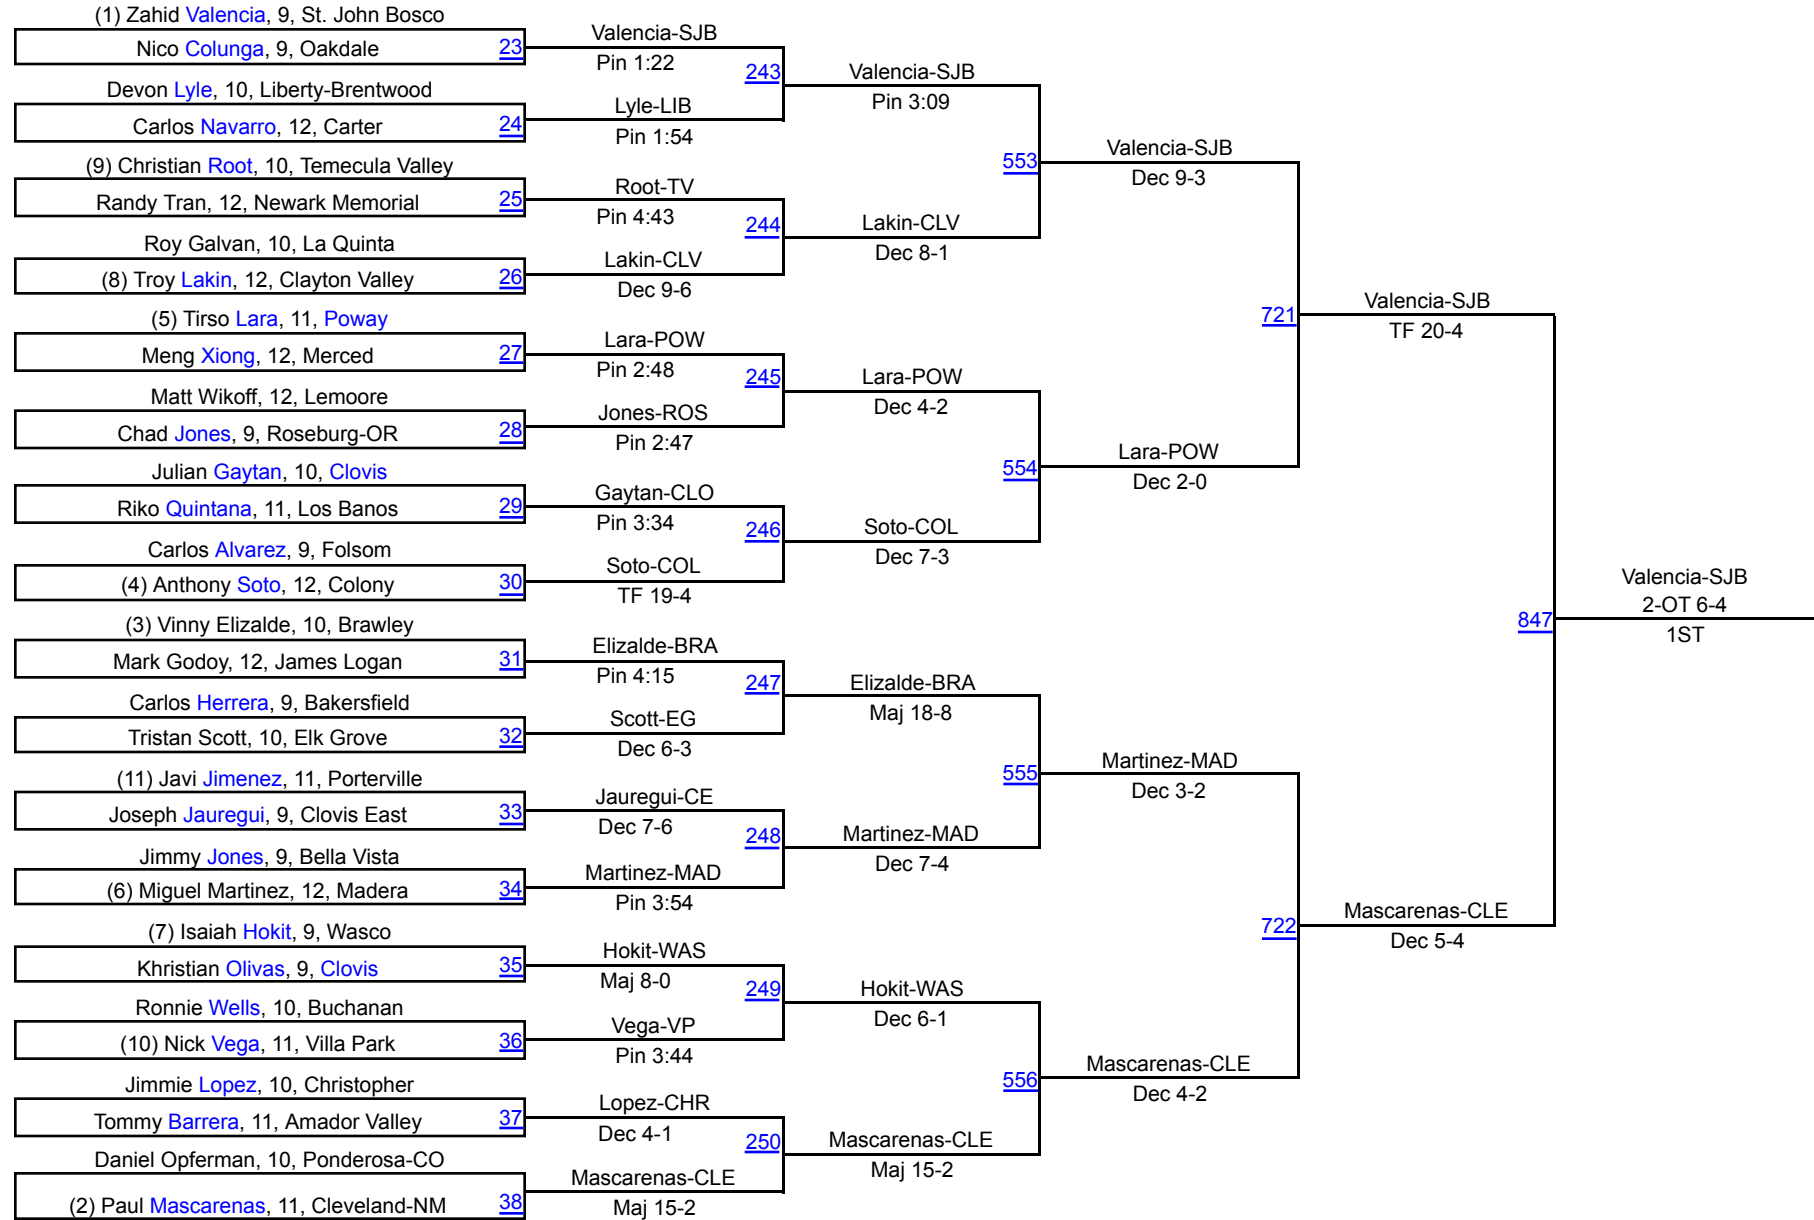 (1) Zahid Valencia, 9, St. John Bosco
Nico Colunga, 9, Oakdale
23
Devon Lyle, 10, Liberty-Brentwood
Carlos Navarro, 12, Carter
24
(9) Christian Root, 10, Temecula Valley
Randy Tran, 12, Newark Memorial
25
Roy Galvan, 10, La Quinta
(8) Troy Lakin, 12, Clayton Valley
26
(5) Tirso Lara, 11, Poway
Meng Xiong, 12, Merced
27
Matt Wikoff, 12, Lemoore
Chad Jones, 9, Roseburg-OR
28
Julian Gaytan, 10, Clovis
Riko Quintana, 11, Los Banos
29
Carlos Alvarez, 9, Folsom
(4) Anthony Soto, 12, Colony
30
(3) Vinny Elizalde, 10, Brawley
Mark Godoy, 12, James Logan
31
Carlos Herrera, 9, Bakersfield
Tristan Scott, 10, Elk Grove
32
(11) Javi Jimenez, 11, Porterville
Joseph Jauregui, 9, Clovis East
33
Jimmy Jones, 9, Bella Vista
(6) Miguel Martinez, 12, Madera
34
(7) Isaiah Hokit, 9, Wasco
Khristian Olivas, 9, Clovis
35
Ronnie Wells, 10, Buchanan
(10) Nick Vega, 11, Villa Park
36
Jimmie Lopez, 10, Christopher
Tommy Barrera, 11, Amador Valley
37
Daniel Opferman, 10, Ponderosa-CO
(2) Paul Mascarenas, 11, Cleveland-NM
38
Valencia-SJB
Pin 1:22
243
Lyle-LIB
Pin 1:54
Root-TV
Pin 4:43
244
Lakin-CLV
Dec 9-6
Lara-POW
Pin 2:48
245
Jones-ROS
Pin 2:47
Gaytan-CLO
Pin 3:34
246
Soto-COL
TF 19-4
Elizalde-BRA
Pin 4:15
247
Scott-EG
Dec 6-3
Jauregui-CE
Dec 7-6
248
Martinez-MAD
Pin 3:54
Hokit-WAS
Maj 8-0
249
Vega-VP
Pin 3:44
Lopez-CHR
Dec 4-1
250
Mascarenas-CLE
Maj 15-2
Valencia-SJB
Pin 3:09
553
Lakin-CLV
Dec 8-1
Lara-POW
Dec 4-2
554
Soto-COL
Dec 7-3
Elizalde-BRA
Maj 18-8
555
Martinez-MAD
Dec 7-4
Hokit-WAS
Dec 6-1
556
Mascarenas-CLE
Maj 15-2
Valencia-SJB
Dec 9-3
721
Lara-POW
Dec 2-0
Martinez-MAD
Dec 3-2
722
Mascarenas-CLE
Dec 4-2
Valencia-SJB
TF 20-4
847
Mascarenas-CLE
Dec 5-4
Valencia-SJB
2-OT 6-4
1ST